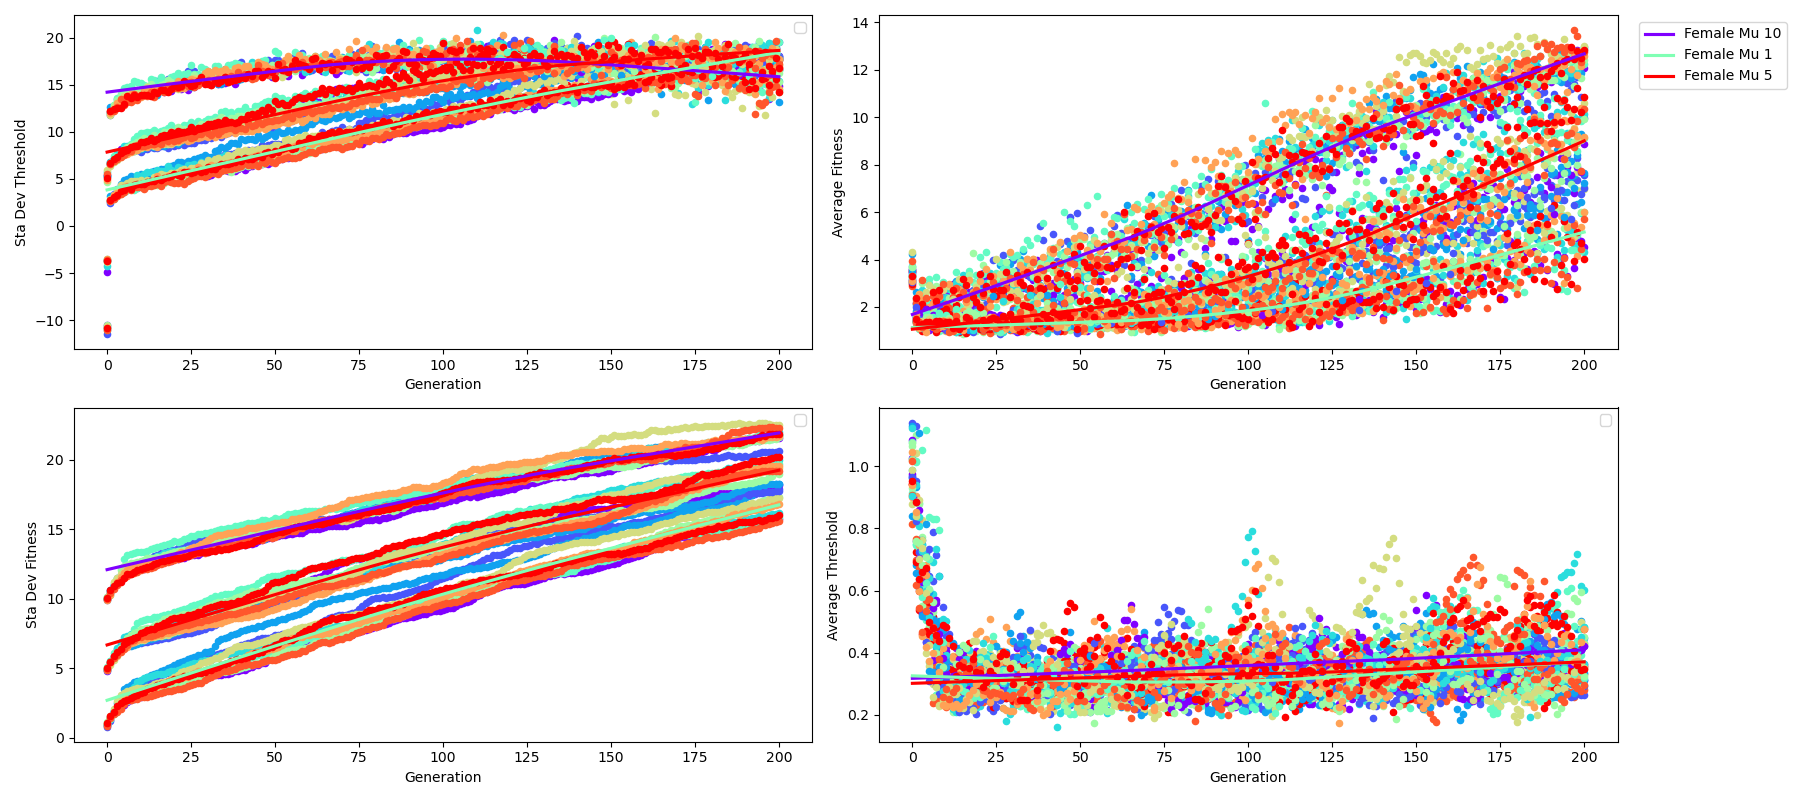 20
15
10
5
0
−5
−10
Sta Dev Threshold
0 25 50 75 100 125 150 175 200
Generation
14
12
10
8
6
4
2
Average Fitness
0 25 50 75 100 125 150 175 200
Generation
Female Mu 10
Female Mu 1
Female Mu 5
20
15
10
5
0
Sta Dev Fitness
0 25 50 75 100 125 150 175 200
Generation
1.0
0.8
0.6
0.4
0.2
Average Threshold
0 25 50 75 100 125 150 175 200
Generation